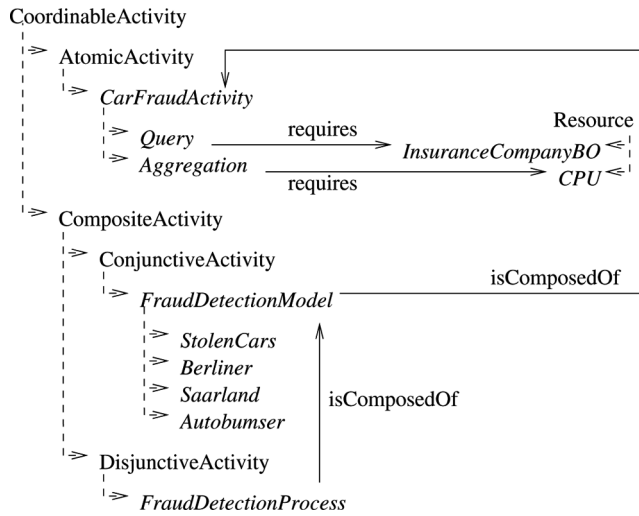 CoordinableActivity
AtomicActivity
CarFraudActivity
Resource
Query
requires
InsuranceCompanyBO
Aggregation
requires
CPU
CompositeActivity
ConjunctiveActivity
isComposedOf
FraudDetectionModel
StolenCars
Berliner
Saarland
isComposedOf
Autobumser
DisjunctiveActivity
FraudDetectionProcess